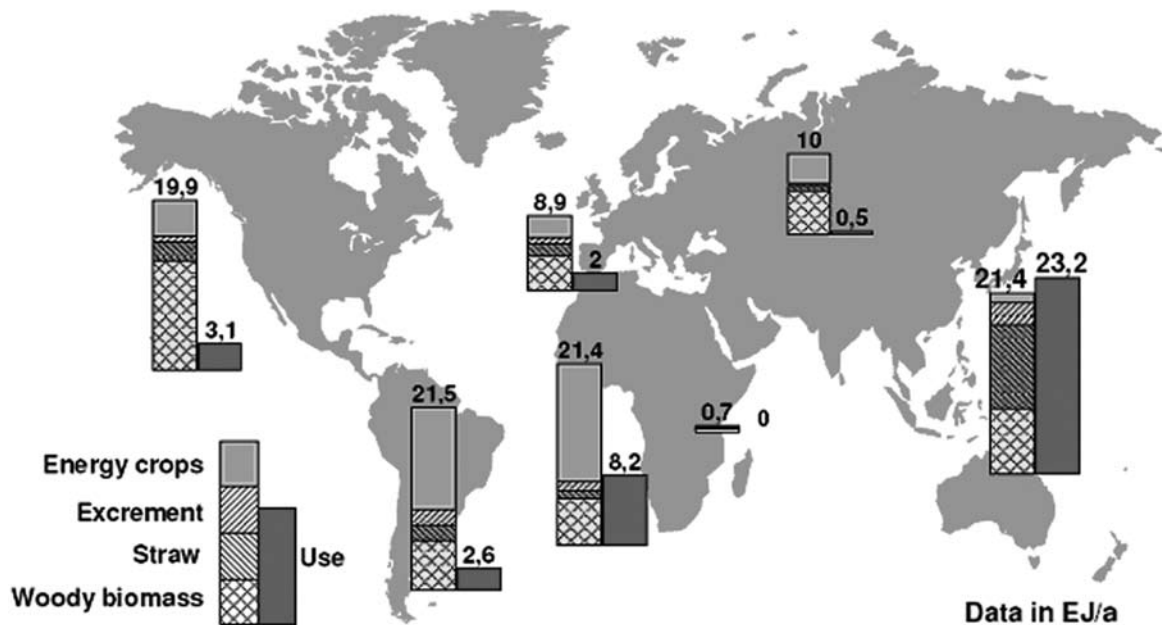 10
19,9
8,9
0,5
2
21,4
23,2
3,1
21,4
21,5
0,7
0
8,2
2,6
Energy crops
Excrement
Straw
Use
Woody biomass
Data in EJ/a